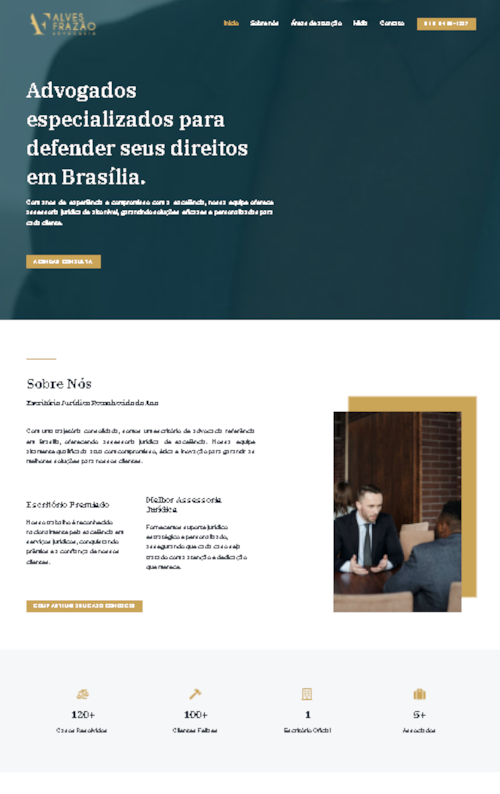 ALVES
FRAZÃO
ADVOCACIA
Início Sobre nós Áreas de atuação Mídia Contato
Advogados
especializados para
defender seus direitos
em Brasília.
Com anos de experiência e compromisso com a excelência, nossa equipe oferece
assessoria jurídica de alto nível, garantindo soluções eficazes e personalizadas para
cada cliente.
AGENDAR CONSULTA
Sobre Nós
Escritório Jurídico Reconhecido do Ano
Com uma trajetória consolidada, somos um escritório de advocacia referência
em Brasília, oferecendo assessoria jurídica de excelência. Nossa equipe
altamente qualificada atua com compromisso, ética e inovação para garantir as
melhores soluções para nossos clientes.
Escritório Premiado
Nosso trabalho é reconhecido
nacionalmente pela excelência em
serviços jurídicos, conquistando
prêmios e a confiança de nossos
clientes.
Melhor Assessoria
Jurídica
Fornecemos suporte jurídico
estratégico e personalizado,
assegurando que cada caso seja
tratado com a atenção e dedicação
que merece.
COMPARTILHE SEU CASO CONOSCO
120+
Casos Resolvidos
100+
Clientes Felizes
1
Escritório Oficial
5+
Associados